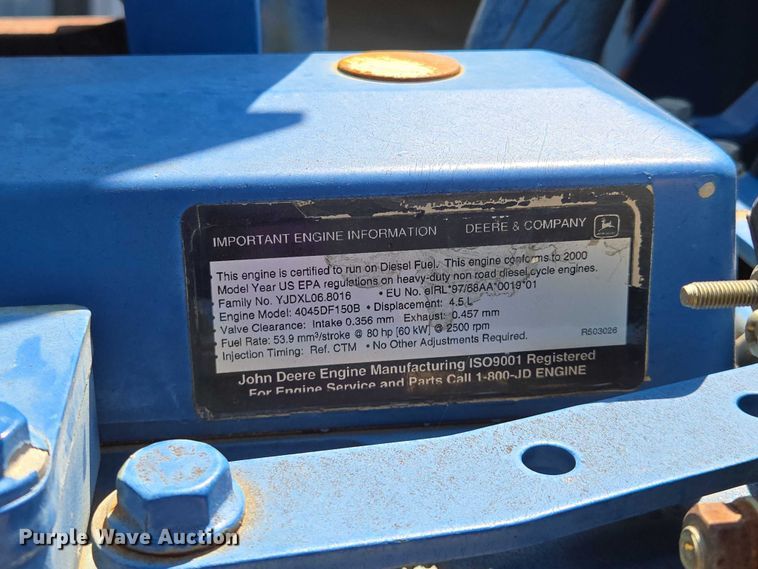 IMPORTANT ENGINE INFORMATION DEERE & COMPANY
This engine is certified to run on Diesel Fuel. This engine conforms to 2000
Model Year US EPA regulations on heavy-duty non road diesel cycle engines.
Family No. YJDXL06.8016 • EU No. eIRL*97/68AA*0019*01
Engine Model: 4045DF150B • Displacement: 4.5 L
Valve Clearance: Intake 0.356 mm Exhaust: 0.457 mm
Fuel Rate: 53.9 mm³/stroke @ 80 hp [60 kW] @ 2500 rpm
Injection Timing: Ref. CTM • No Other Adjustments Required. R503026
John Deere Engine Manufacturing ISO9001 Registered
For Engine Service and Parts Call 1-800-JD ENGINE
Purple Wave Auction